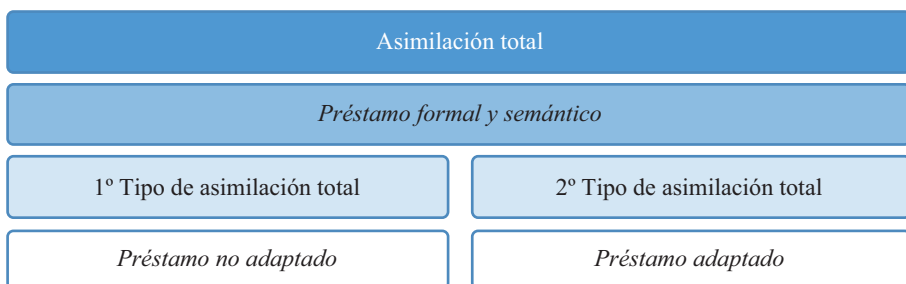 Asimilación total
Préstamo formal y semántico
1º Tipo de asimilación total
2º Tipo de asimilación total
Préstamo no adaptado
Préstamo adaptado